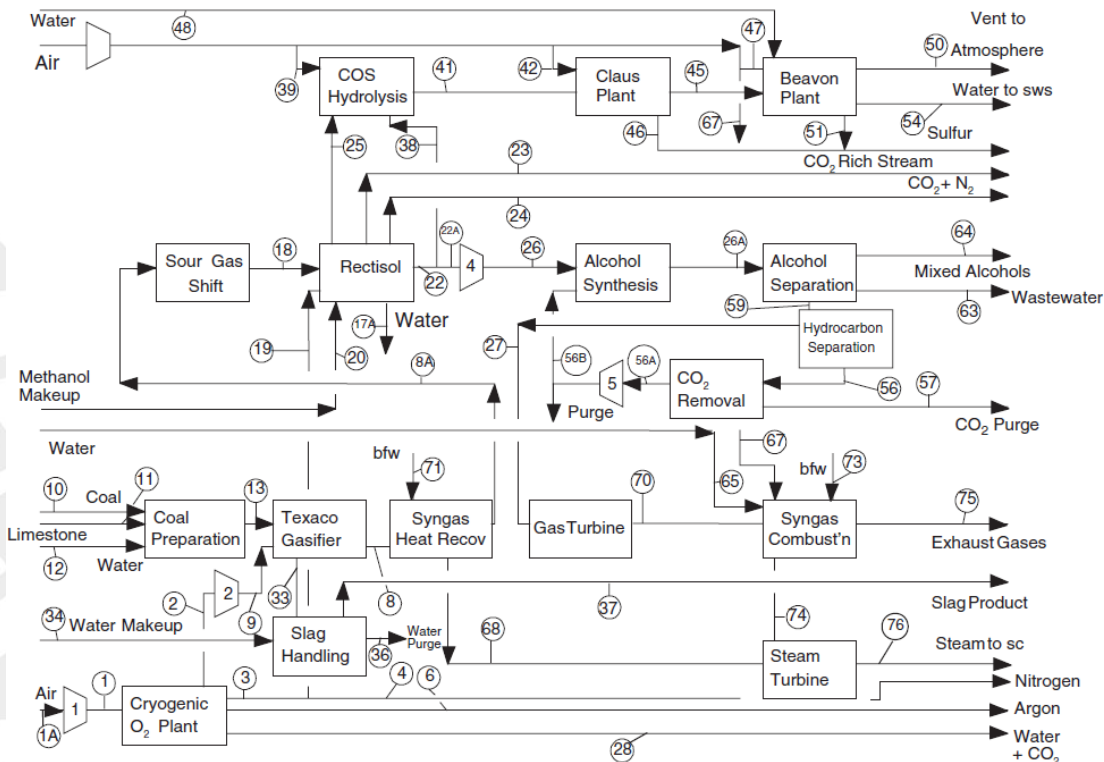 Water
48
47
Vent to
50
Atmosphere
Air
39
COS
Hydrolysis
41
42
Claus
Plant
45
Beavon
Plant
Water to sws
54
25
38
46
67
51
Sulfur
23
CO2 Rich Stream
CO2 + N2
24
Sour Gas
Shift
18
Rectisol
22A
22
4
26
Alcohol
Synthesis
26A
Alcohol
Separation
64
Mixed Alcohols
63
Wastewater
17A
Water
59
19
20
27
Hydrocarbon
Separation
8A
56B
56A
5
CO2
Removal
56
57
Methanol
Makeup
Purge
CO2 Purge
Water
bfw
71
67
65
bfw
73
10
11
Coal
Limestone
12
Water
Coal
Preparation
13
Texaco
Gasifier
Syngas
Heat Recov
Gas Turbine
70
Syngas
Combust'n
75
Exhaust Gases
2
2
9
33
8
37
Slag Product
34
Water Makeup
Slag
Handling
Water
Purge
36
68
74
Steam
Turbine
76
Steam to sc
Air
1
1
1A
Cryogenic
O2 Plant
3
4
6
Nitrogen
Argon
28
Water
+ CO2